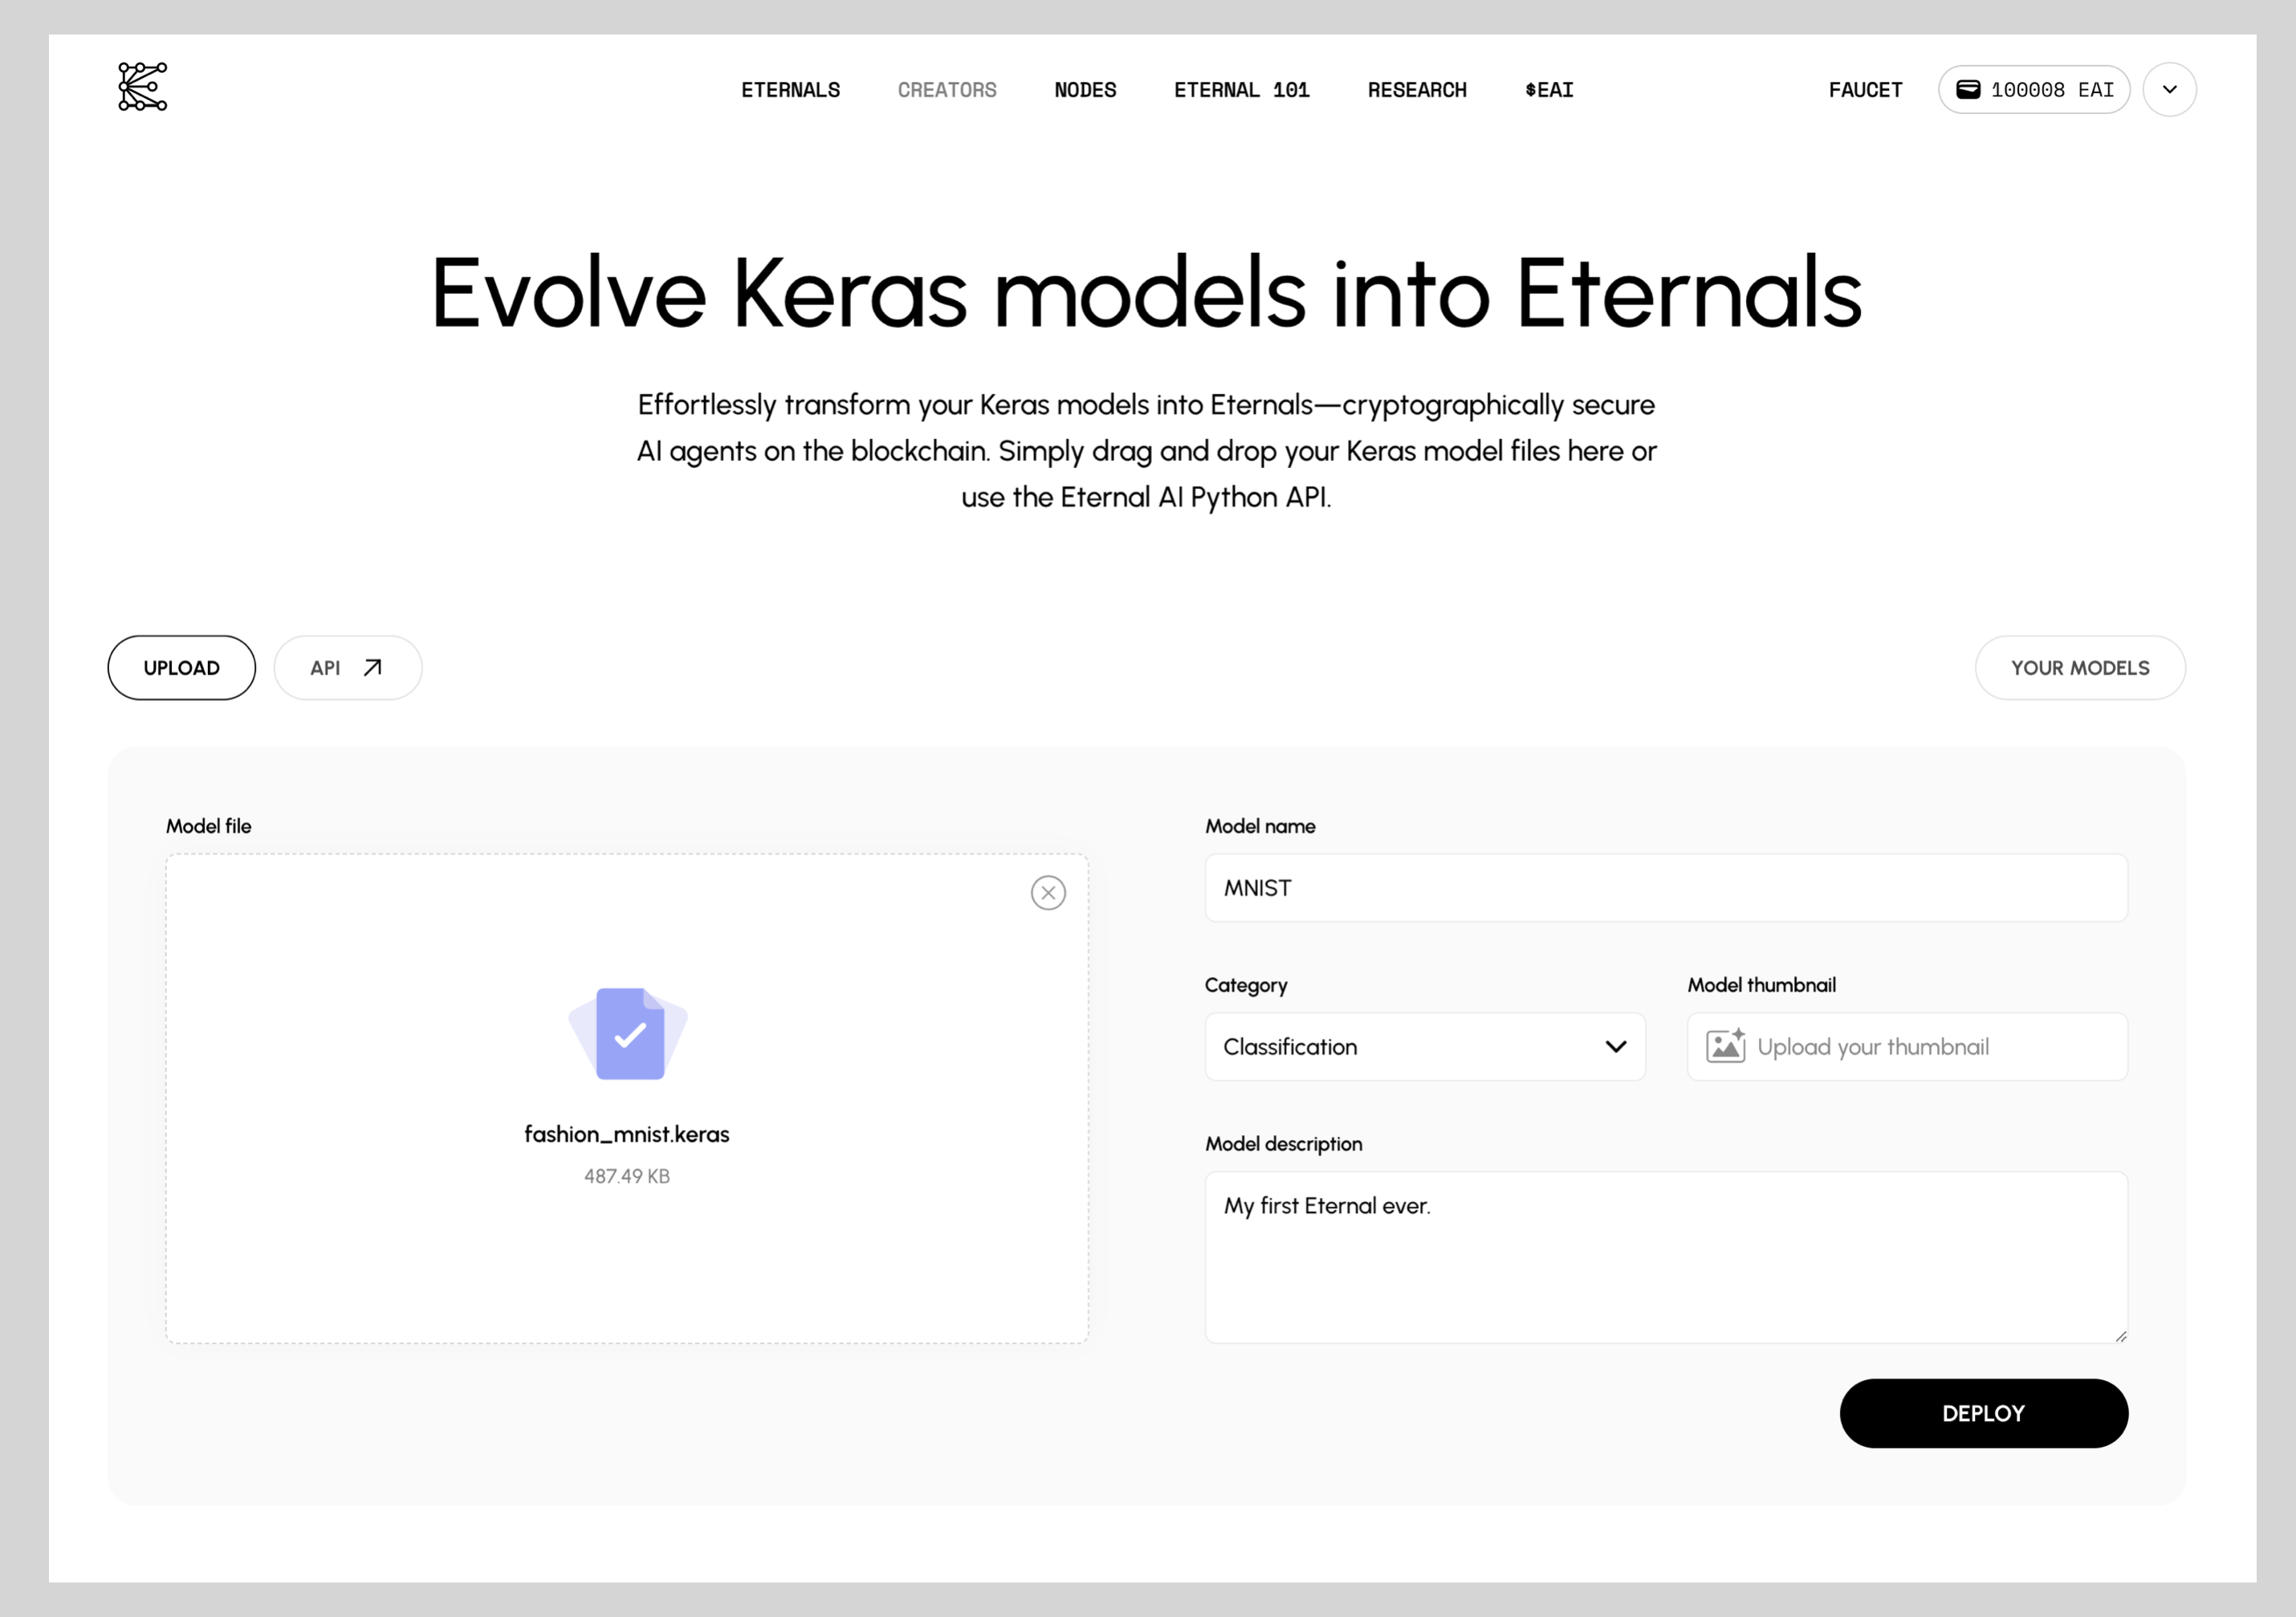 ETERNALS CREATORS NODES ETERNAL 101 RESEARCH $EAI FAUCET 100008 EAI
Evolve Keras models into Eternals
Effortlessly transform your Keras models into Eternals—cryptographically secure
AI agents on the blockchain. Simply drag and drop your Keras model files here or
use the Eternal AI Python API.
UPLOAD API YOUR MODELS
Model file
fashion_mnist.keras
487.49 KB
Model name
MNIST
Category
Classification
Model thumbnail
Upload your thumbnail
Model description
My first Eternal ever.
DEPLOY